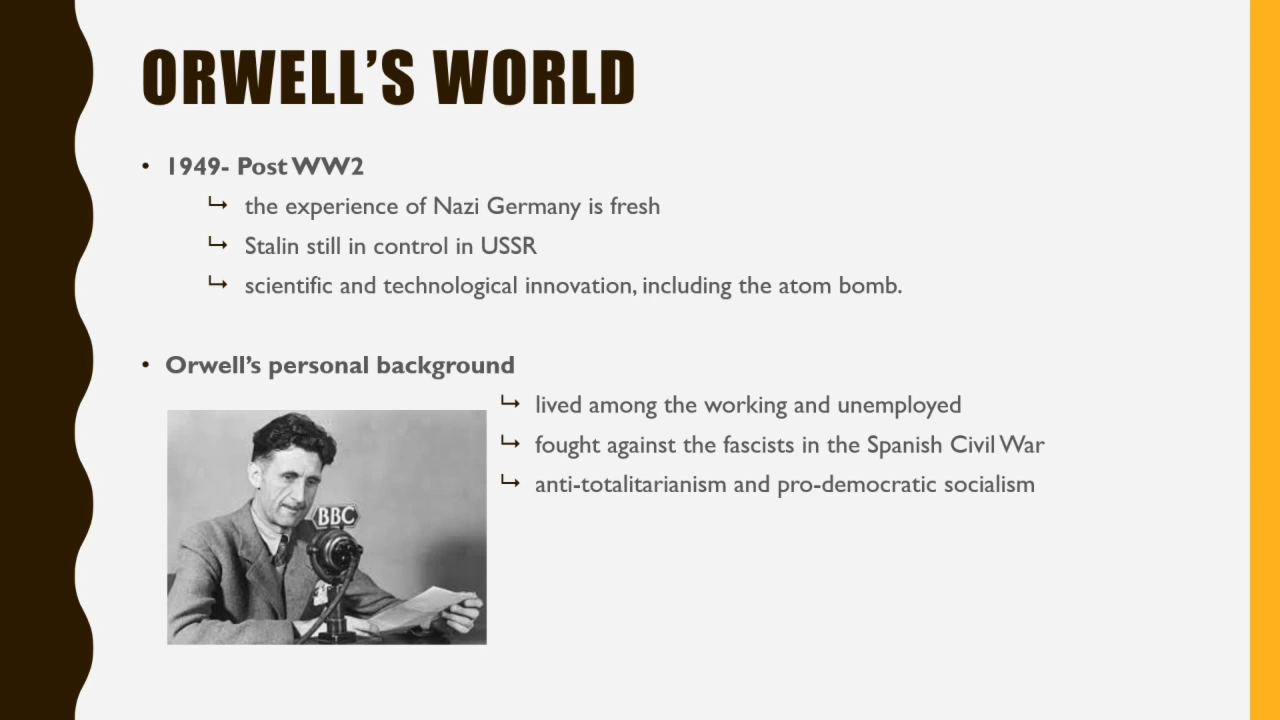 ORWELL’S WORLD
• 1949- Post WW2
↳ the experience of Nazi Germany is fresh
↳ Stalin still in control in USSR
↳ scientific and technological innovation, including the atom bomb.
• Orwell’s personal background
↳ lived among the working and unemployed
↳ fought against the fascists in the Spanish Civil War
↳ anti-totalitarianism and pro-democratic socialism
BBC